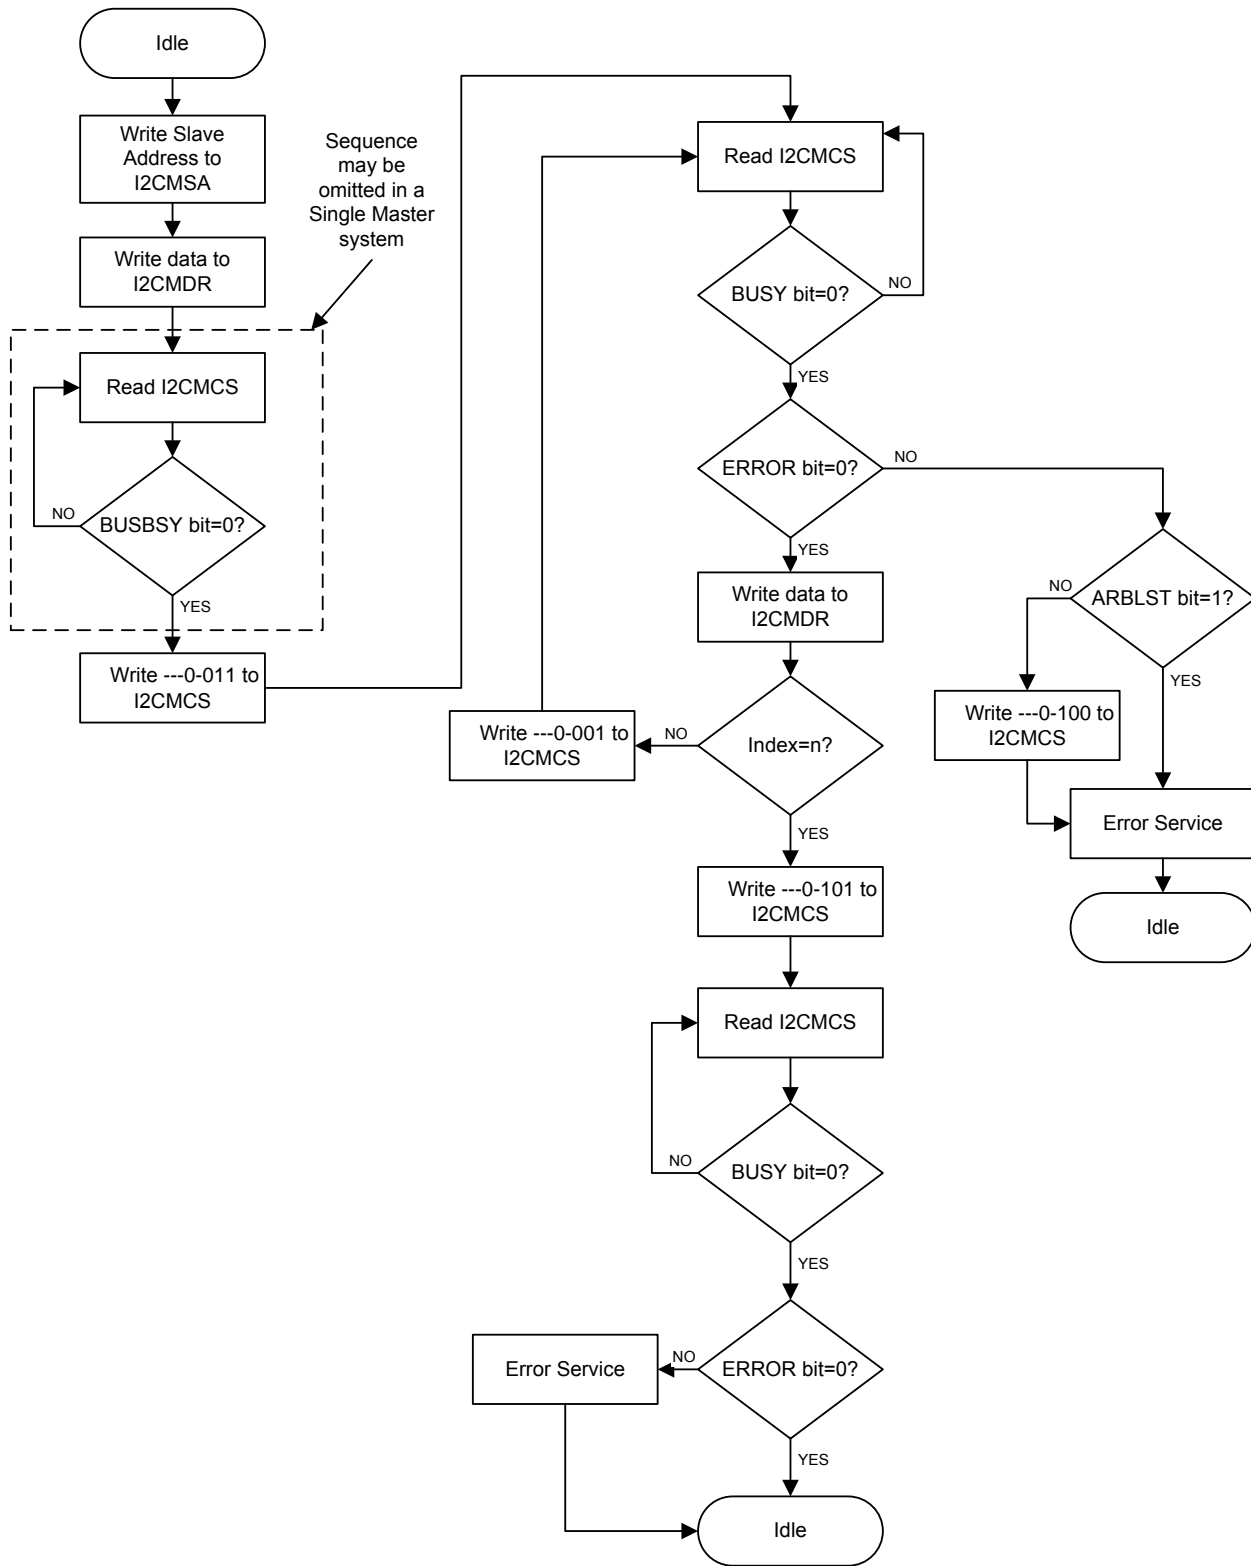 Idle
Write Slave
Address to
I2CMSA
Write data to
I2CMDR
Sequence
may be
omitted in a
Single Master
system
Read I2CMCS
BUSBSY bit=0?
NO
YES
Write ---0-011 to
I2CMCS
Read I2CMCS
BUSY bit=0?
NO
YES
ERROR bit=0?
NO
YES
Write data to
I2CMDR
Index=n?
NO
Write ---0-001 to
I2CMCS
YES
ARBLST bit=1?
NO
YES
Write ---0-100 to
I2CMCS
Error Service
Idle
Write ---0-101 to
I2CMCS
Read I2CMCS
BUSY bit=0?
NO
YES
ERROR bit=0?
NO
Error Service
YES
Idle